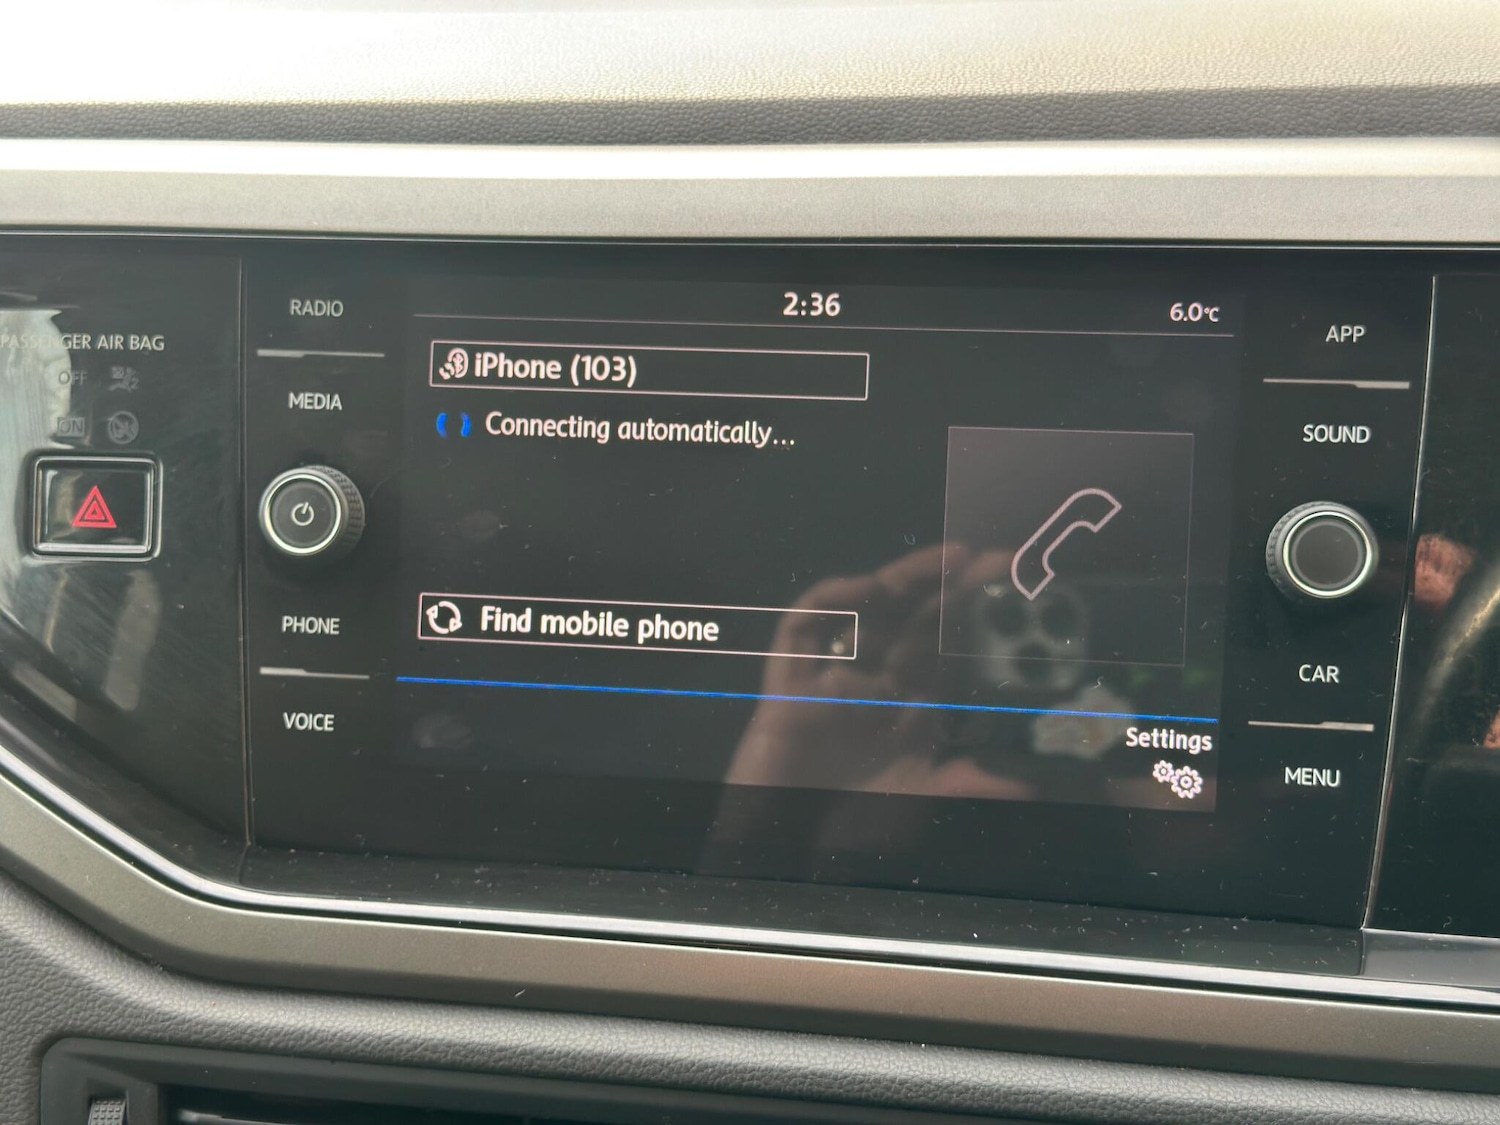 PASSENGER AIR BAG
OFF
ON
RADIO
MEDIA
PHONE
VOICE
2:36
6.0°C
iPhone (103)
Connecting automatically...
Find mobile phone
Settings
APP
SOUND
CAR
MENU